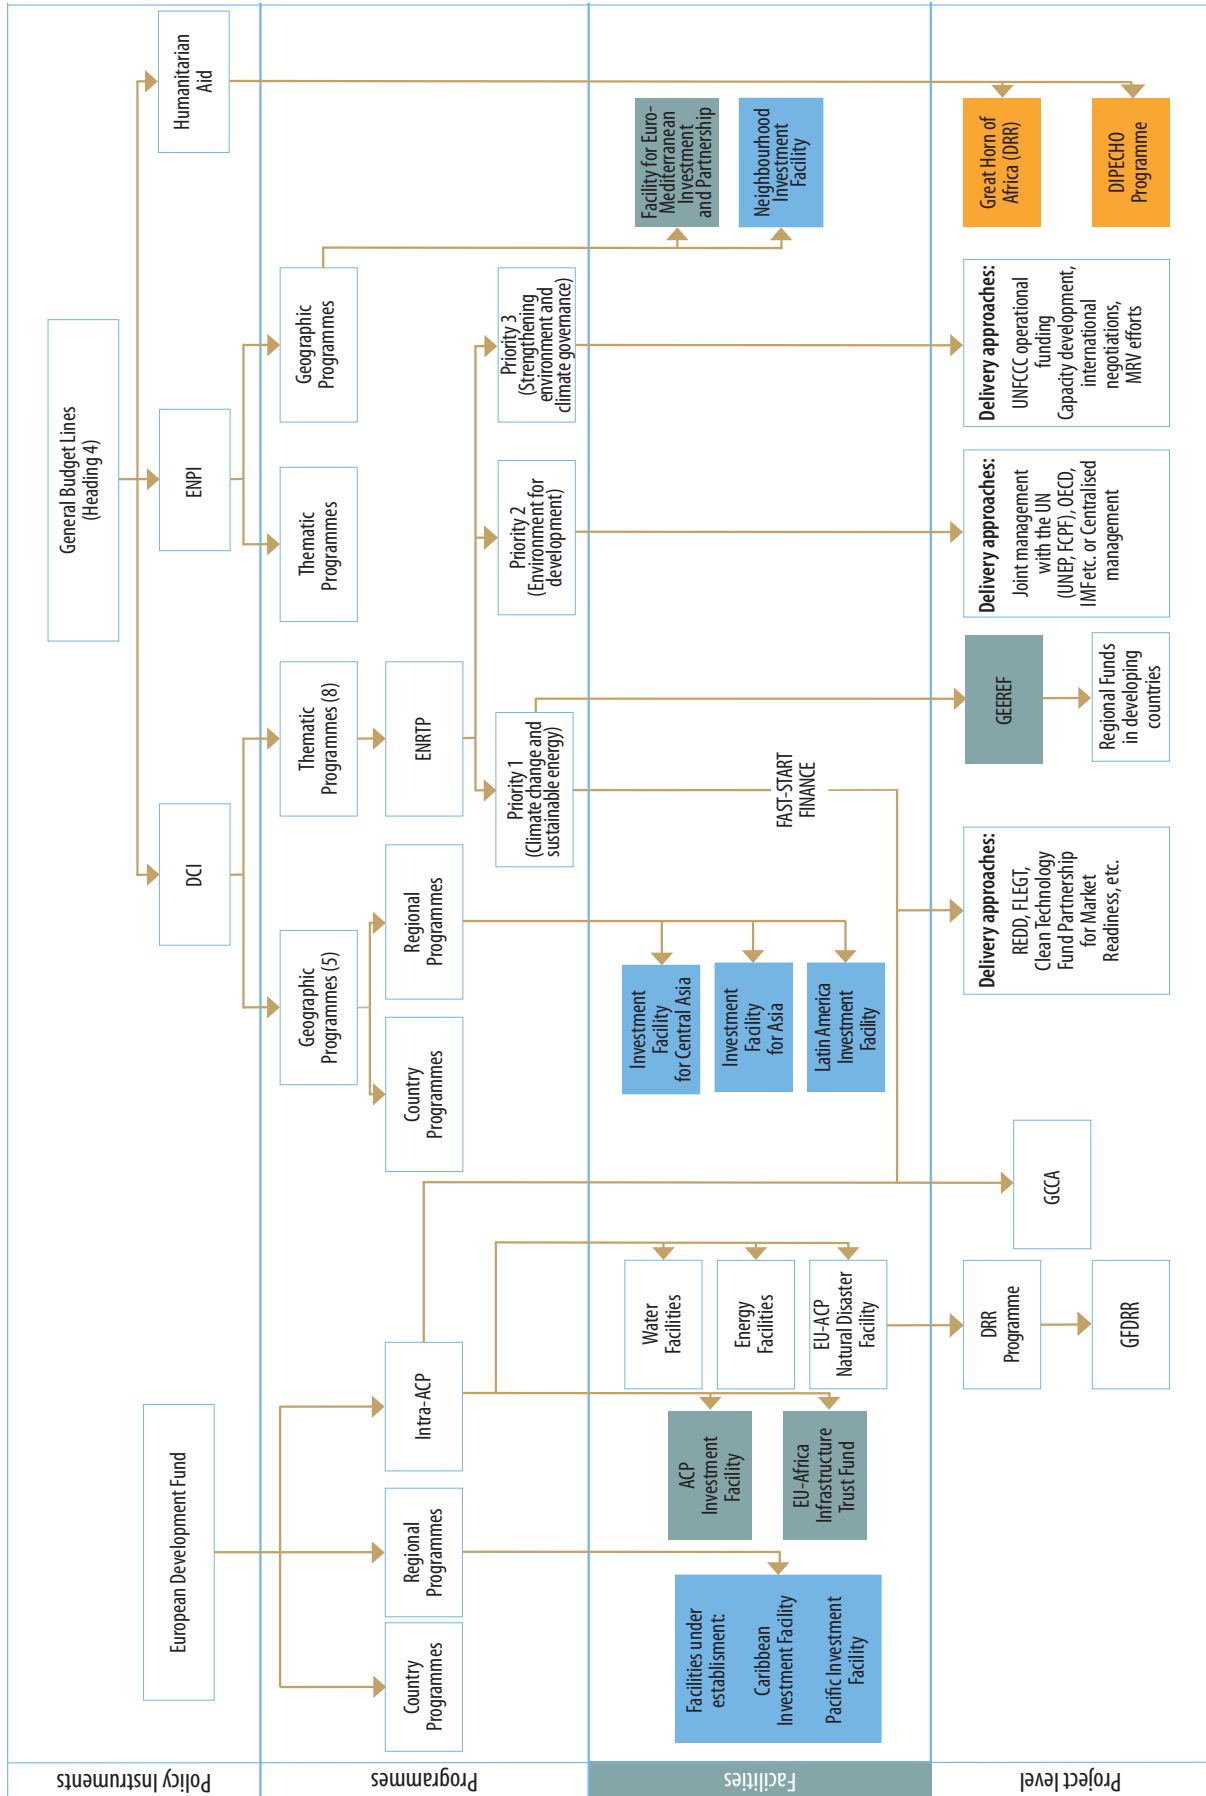 Policy Instruments
European Development Fund
General Budget Lines
(Heading 4)
DCI
ENPI
Humanitarian
Aid
Programmes
Country
Programmes
Regional
Programmes
Intra-ACP
Geographic
Programmes (5)
Country
Programmes
Regional
Programmes
Thematic
Programmes (8)
ENRTP
Priority 1
(Climate change and
sustainable energy)
Priority 2
(Environment for
development)
Priority 3
(Strengthening
environment and
climate governance)
Thematic
Programmes
Geographic
Programmes
Facilities
Facilities under
establisment:
Caribbean
Investment Facility
Pacific Investment
Facility
ACP
Investment
Facility
EU-Africa
Infrastructure
Trust Fund
Water
Facilities
Energy
Facilities
EU-ACP
Natural Disaster
Facility
Investment
Facility
for Central Asia
Investment
Facility
for Asia
Latin America
Investment
Facility
FAST-START
FINANCE
Facility for Euro-
Mediterranean
Investment
and Partnership
Neighbourhood
Investment
Facility
Project level
DRR
Programme
GFDRR
GCCA
Delivery approaches:
REDD, FLEGT,
Clean Technology
Fund Partnership
for Market
Readiness, etc.
GEEREF
Regional Funds
in developing
countries
Delivery approaches:
Joint management
with the UN
(UNEP, FCPF), OECD,
IMF etc. or Centralised
management
Delivery approaches:
UNFCCC operational
funding
Capacity development,
international
negotiations,
MRV efforts
Great Horn of
Africa (DRR)
DIPECHO
Programme